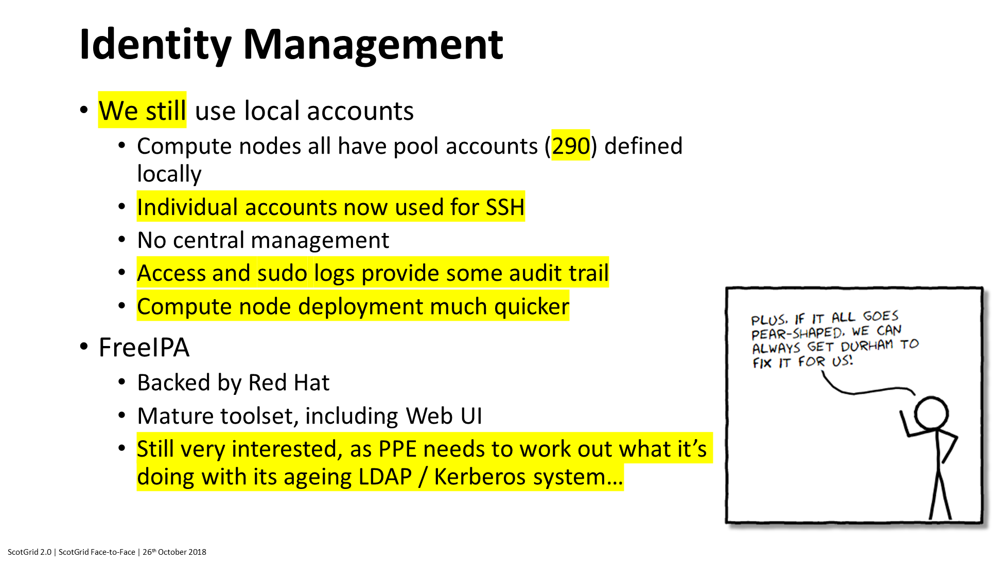 Identity Management
• We still use local accounts
• Compute nodes all have pool accounts (290) defined
locally
• Individual accounts now used for SSH
• No central management
• Access and sudo logs provide some audit trail
• Compute node deployment much quicker
• FreeIPA
• Backed by Red Hat
• Mature toolset, including Web UI
• Still very interested, as PPE needs to work out what it’s
doing with its ageing LDAP / Kerberos system…
PLUS, IF IT ALL GOES
PEAR-SHAPED, WE CAN
ALWAYS GET DURHAM TO
FIX IT FOR US!
ScotGrid 2.0 | ScotGrid Face-to-Face | 26th October 2018